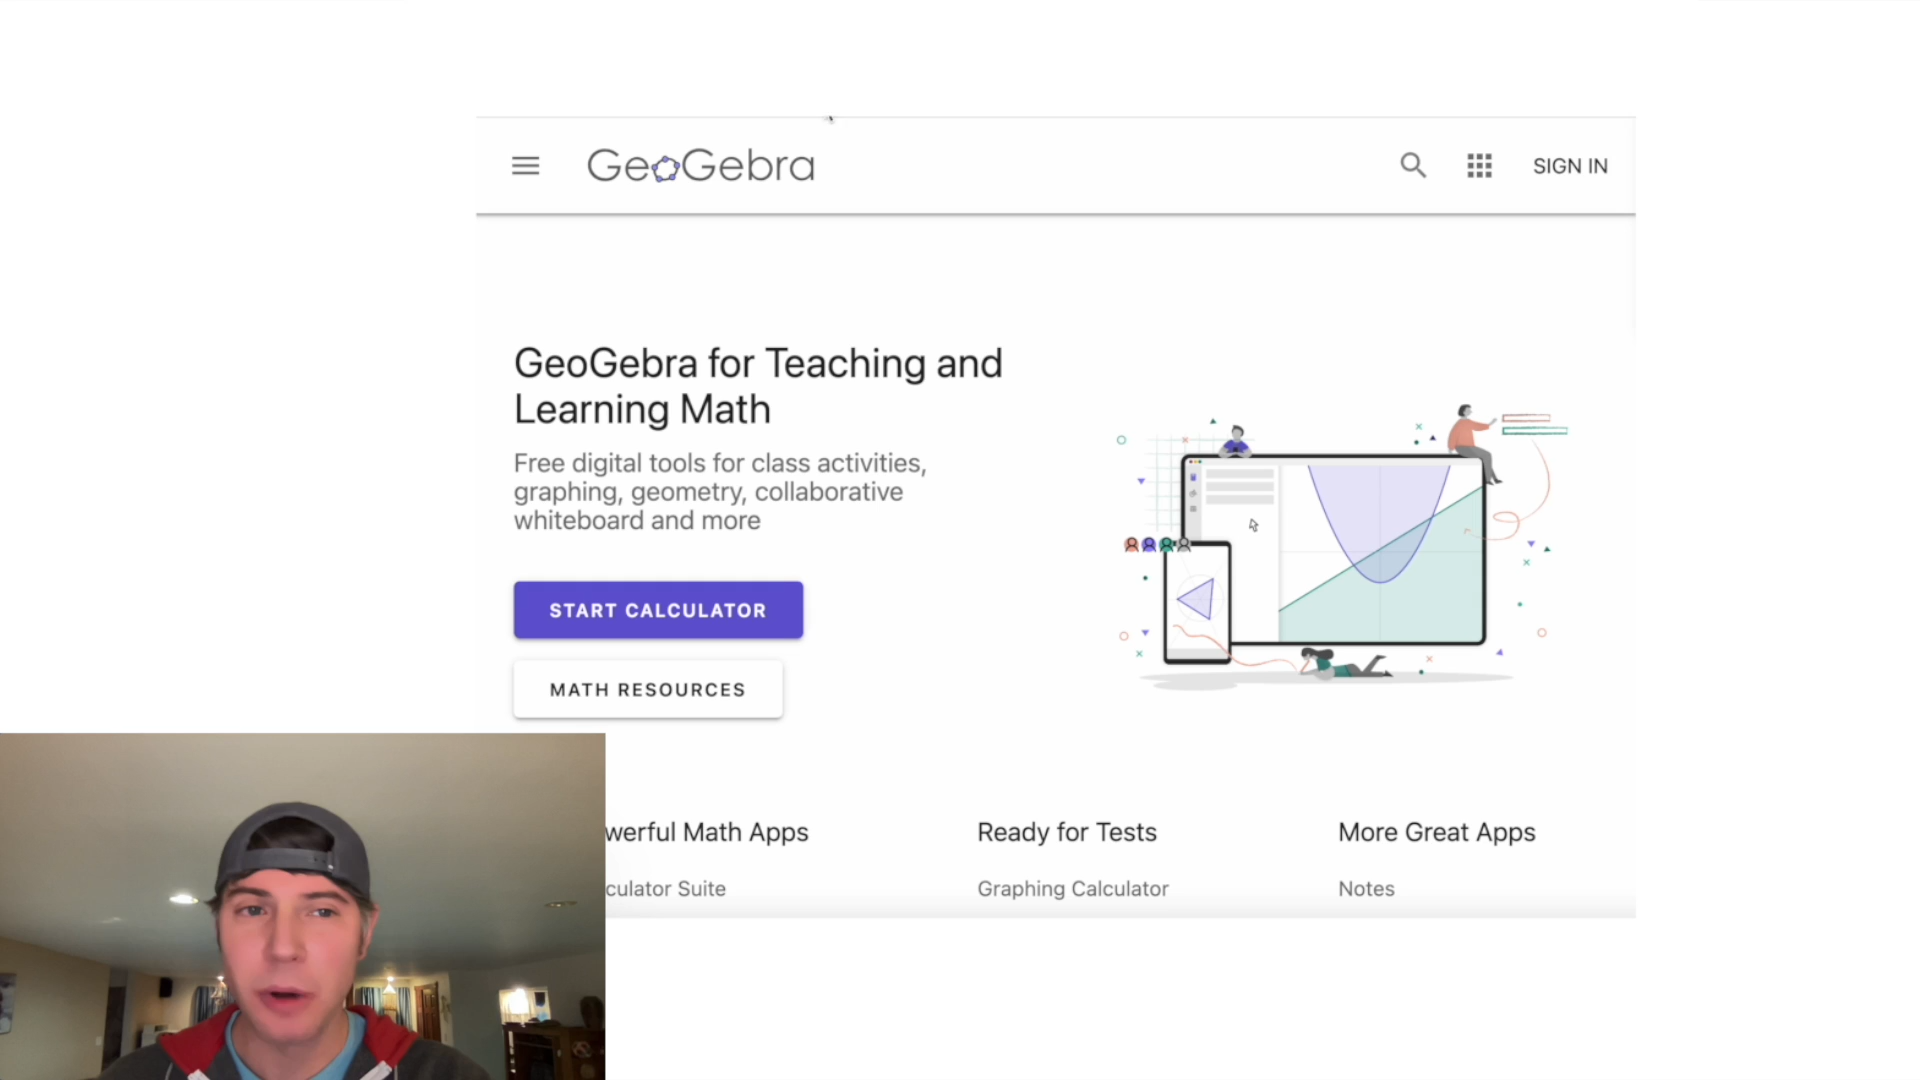 GeoGebra
SIGN IN
GeoGebra for Teaching and
Learning Math
Free digital tools for class activities,
graphing, geometry, collaborative
whiteboard and more
START CALCULATOR
MATH RESOURCES
werful Math Apps
culator Suite
Ready for Tests
Graphing Calculator
More Great Apps
Notes